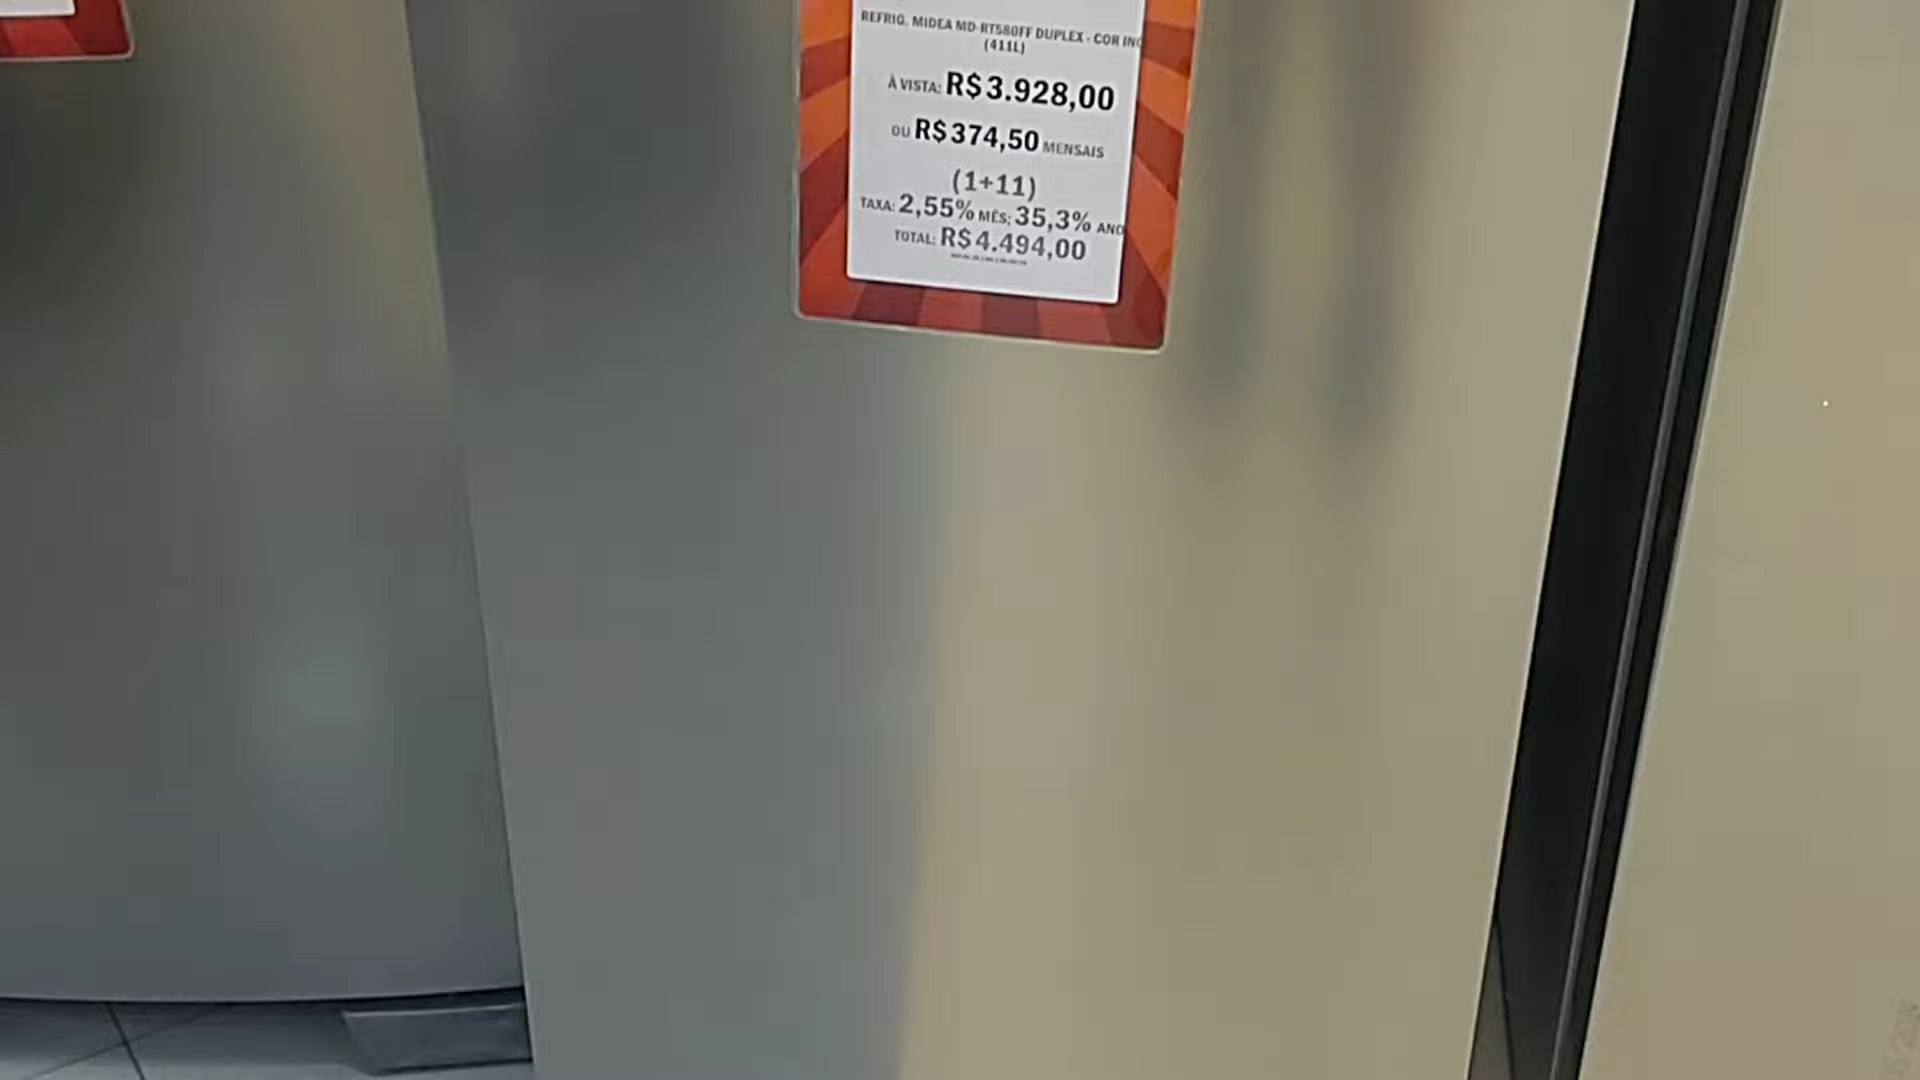 REFRIG. MIDEA MD-RT580FF DUPLEX - COR INO
(411L)
À VISTA: R$3.928,00
OU R$374,50 MENSAIS
(1+11)
TAXA: 2,55% MÊS; 35,3% ANO
TOTAL: R$4.494,00